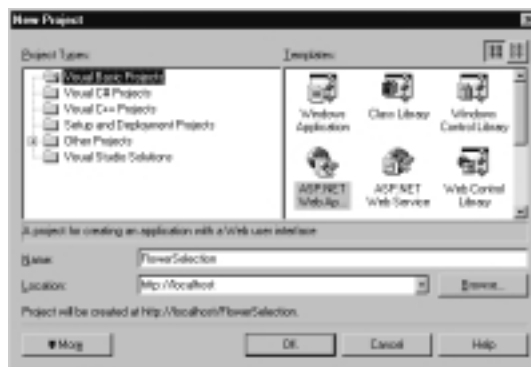 New Project
Project Types:
Templates:
Visual Basic Projects
Visual C# Projects
Visual C++ Projects
Setup and Deployment Projects
Other Projects
Visual Studio Solutions
Windows Application
Class Library
Windows Control Library
ASP.NET Web Ap...
ASP.NET Web Service
Web Control Library
A project for creating an application with a Web user interface
Name:
FlowerSelection
Location:
http://localhost
Browse...
Project will be created at http://localhost/FlowerSelection.
More
OK
Cancel
Help